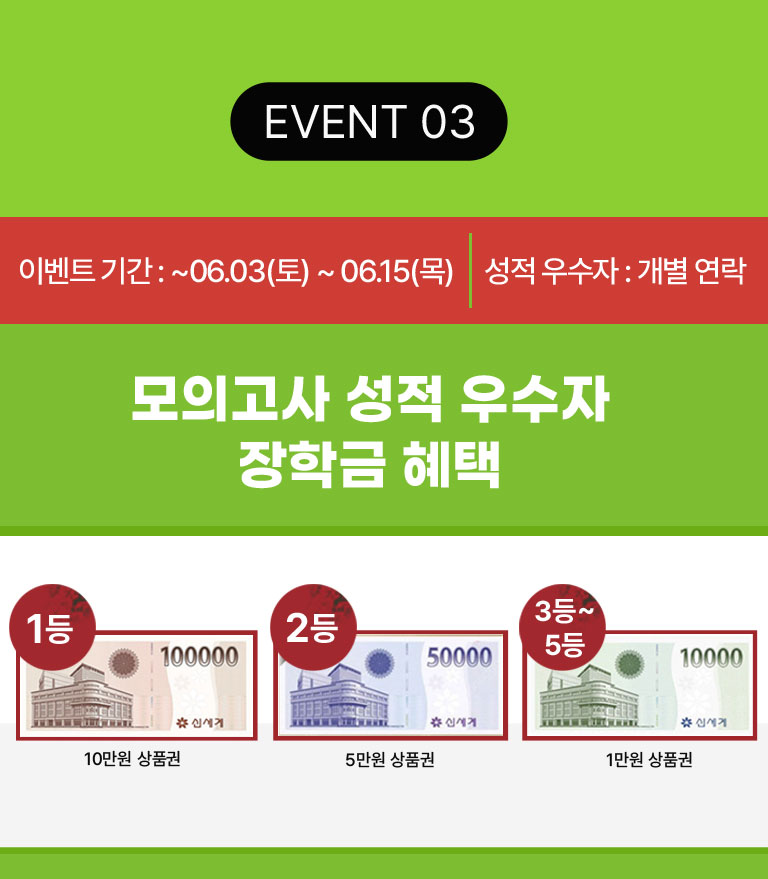 EVENT 03
이벤트 기간 : ~06.03(토) ~ 06.15(목)
성적 우수자 : 개별 연락
모의고사 성적 우수자
장학금 혜택
1등
100000
신세계
10만원 상품권
2등
50000
신세계
5만원 상품권
3등~
5등
10000
신세계
1만원 상품권